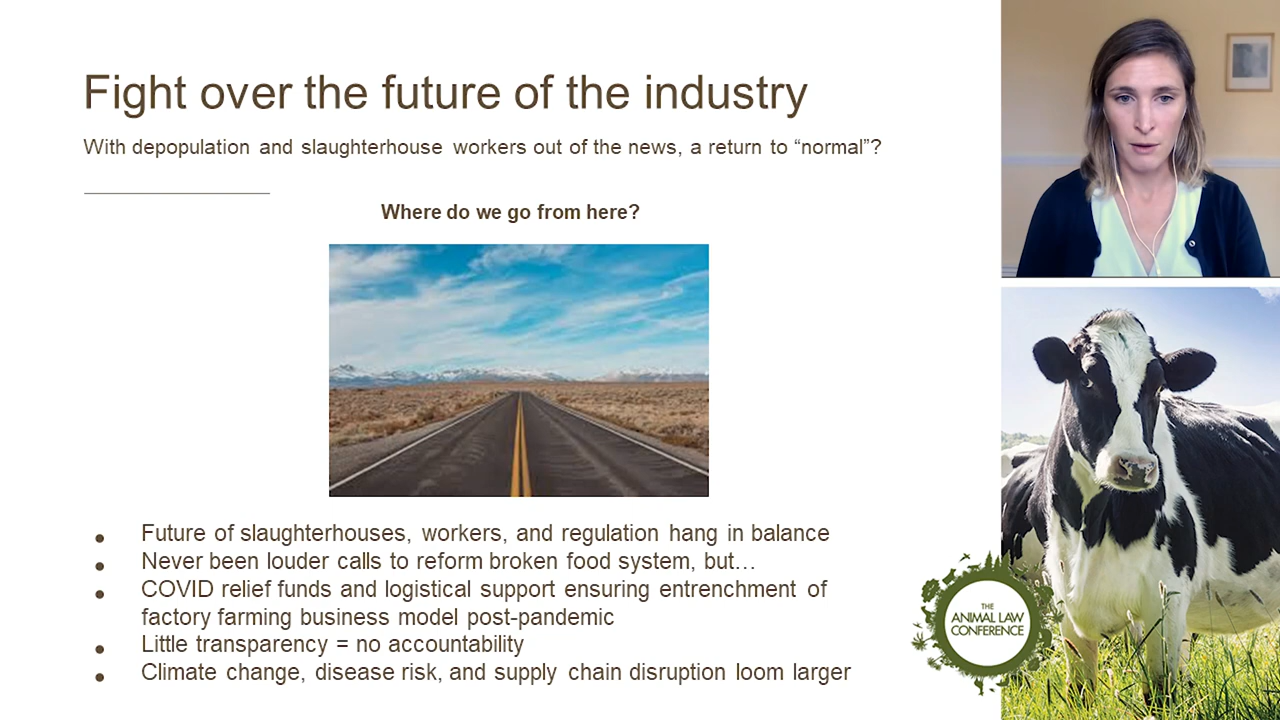 Fight over the future of the industry
With depopulation and slaughterhouse workers out of the news, a return to “normal”?
Where do we go from here?
● Future of slaughterhouses, workers, and regulation hang in balance
● Never been louder calls to reform broken food system, but…
● COVID relief funds and logistical support ensuring entrenchment of
factory farming business model post-pandemic
● Little transparency = no accountability
● Climate change, disease risk, and supply chain disruption loom larger
THE
ANIMAL LAW
CONFERENCE